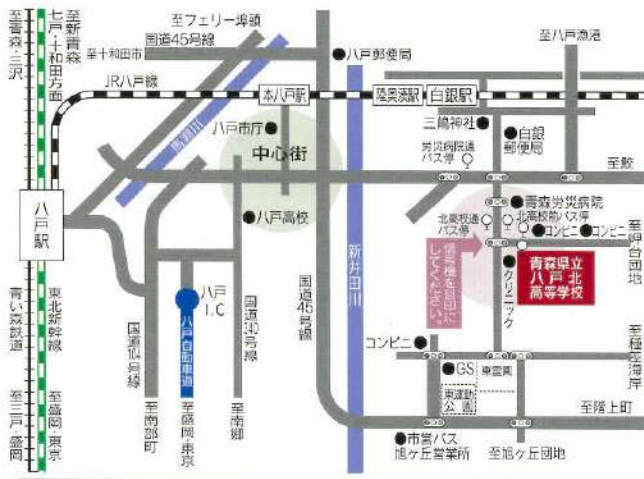 至フェリー埠頭
国道45号線
至十和田市
至新青森
七戸・十和田方面
至青森・三沢
八戸郵便局
至八戸漁港
JR八戸線
本八戸駅
陸奥湊駅
白銀駅
馬淵川
八戸市庁
中心街
三嶋神社
白銀
郵便局
労災病院通
バス停
至鮫
八戸駅
八戸高校
青森労災病院
北高校前バス停
北高校通
バス停
コンビニ
コンビニ
至岬台団地
信号機を目印に
してください。
クリニック
青森県立
八戸北
高等学校
新井田川
八戸
I.C
八戸自動車道
国道104号線
国道340号線
国道45号線
東北新幹線
青い森鉄道
コンビニ
GS
東霊園
東運動
公園
至種差海岸
至階上町
至盛岡・東京
至三戸・盛岡
至南部町
至盛岡・東京
至南郷
市営バス
旭ヶ丘営業所
至旭ヶ丘団地